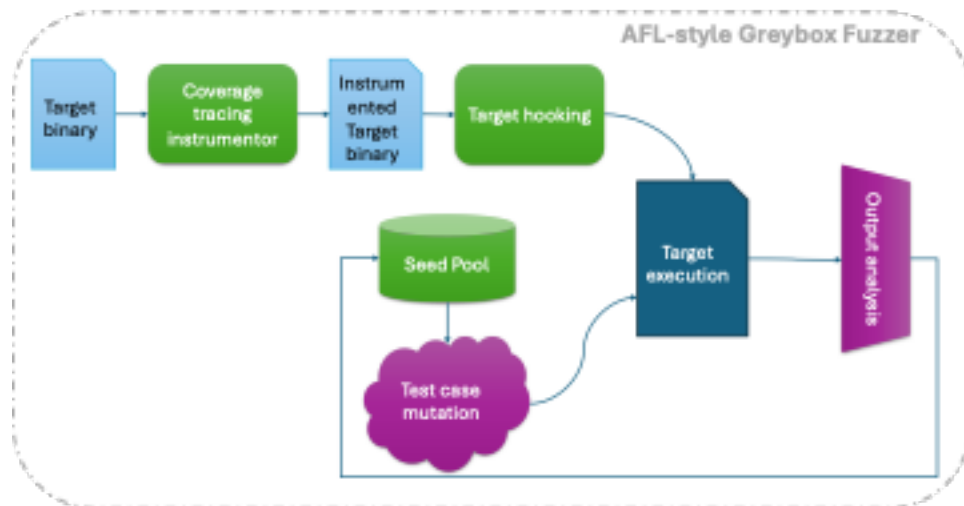 AFL-style Greybox Fuzzer
Target
binary
Coverage
tracing
instrumentor
Instrum
ented
Target
binary
Target hooking
Seed Pool
Test case
mutation
Target
execution
Output analysis